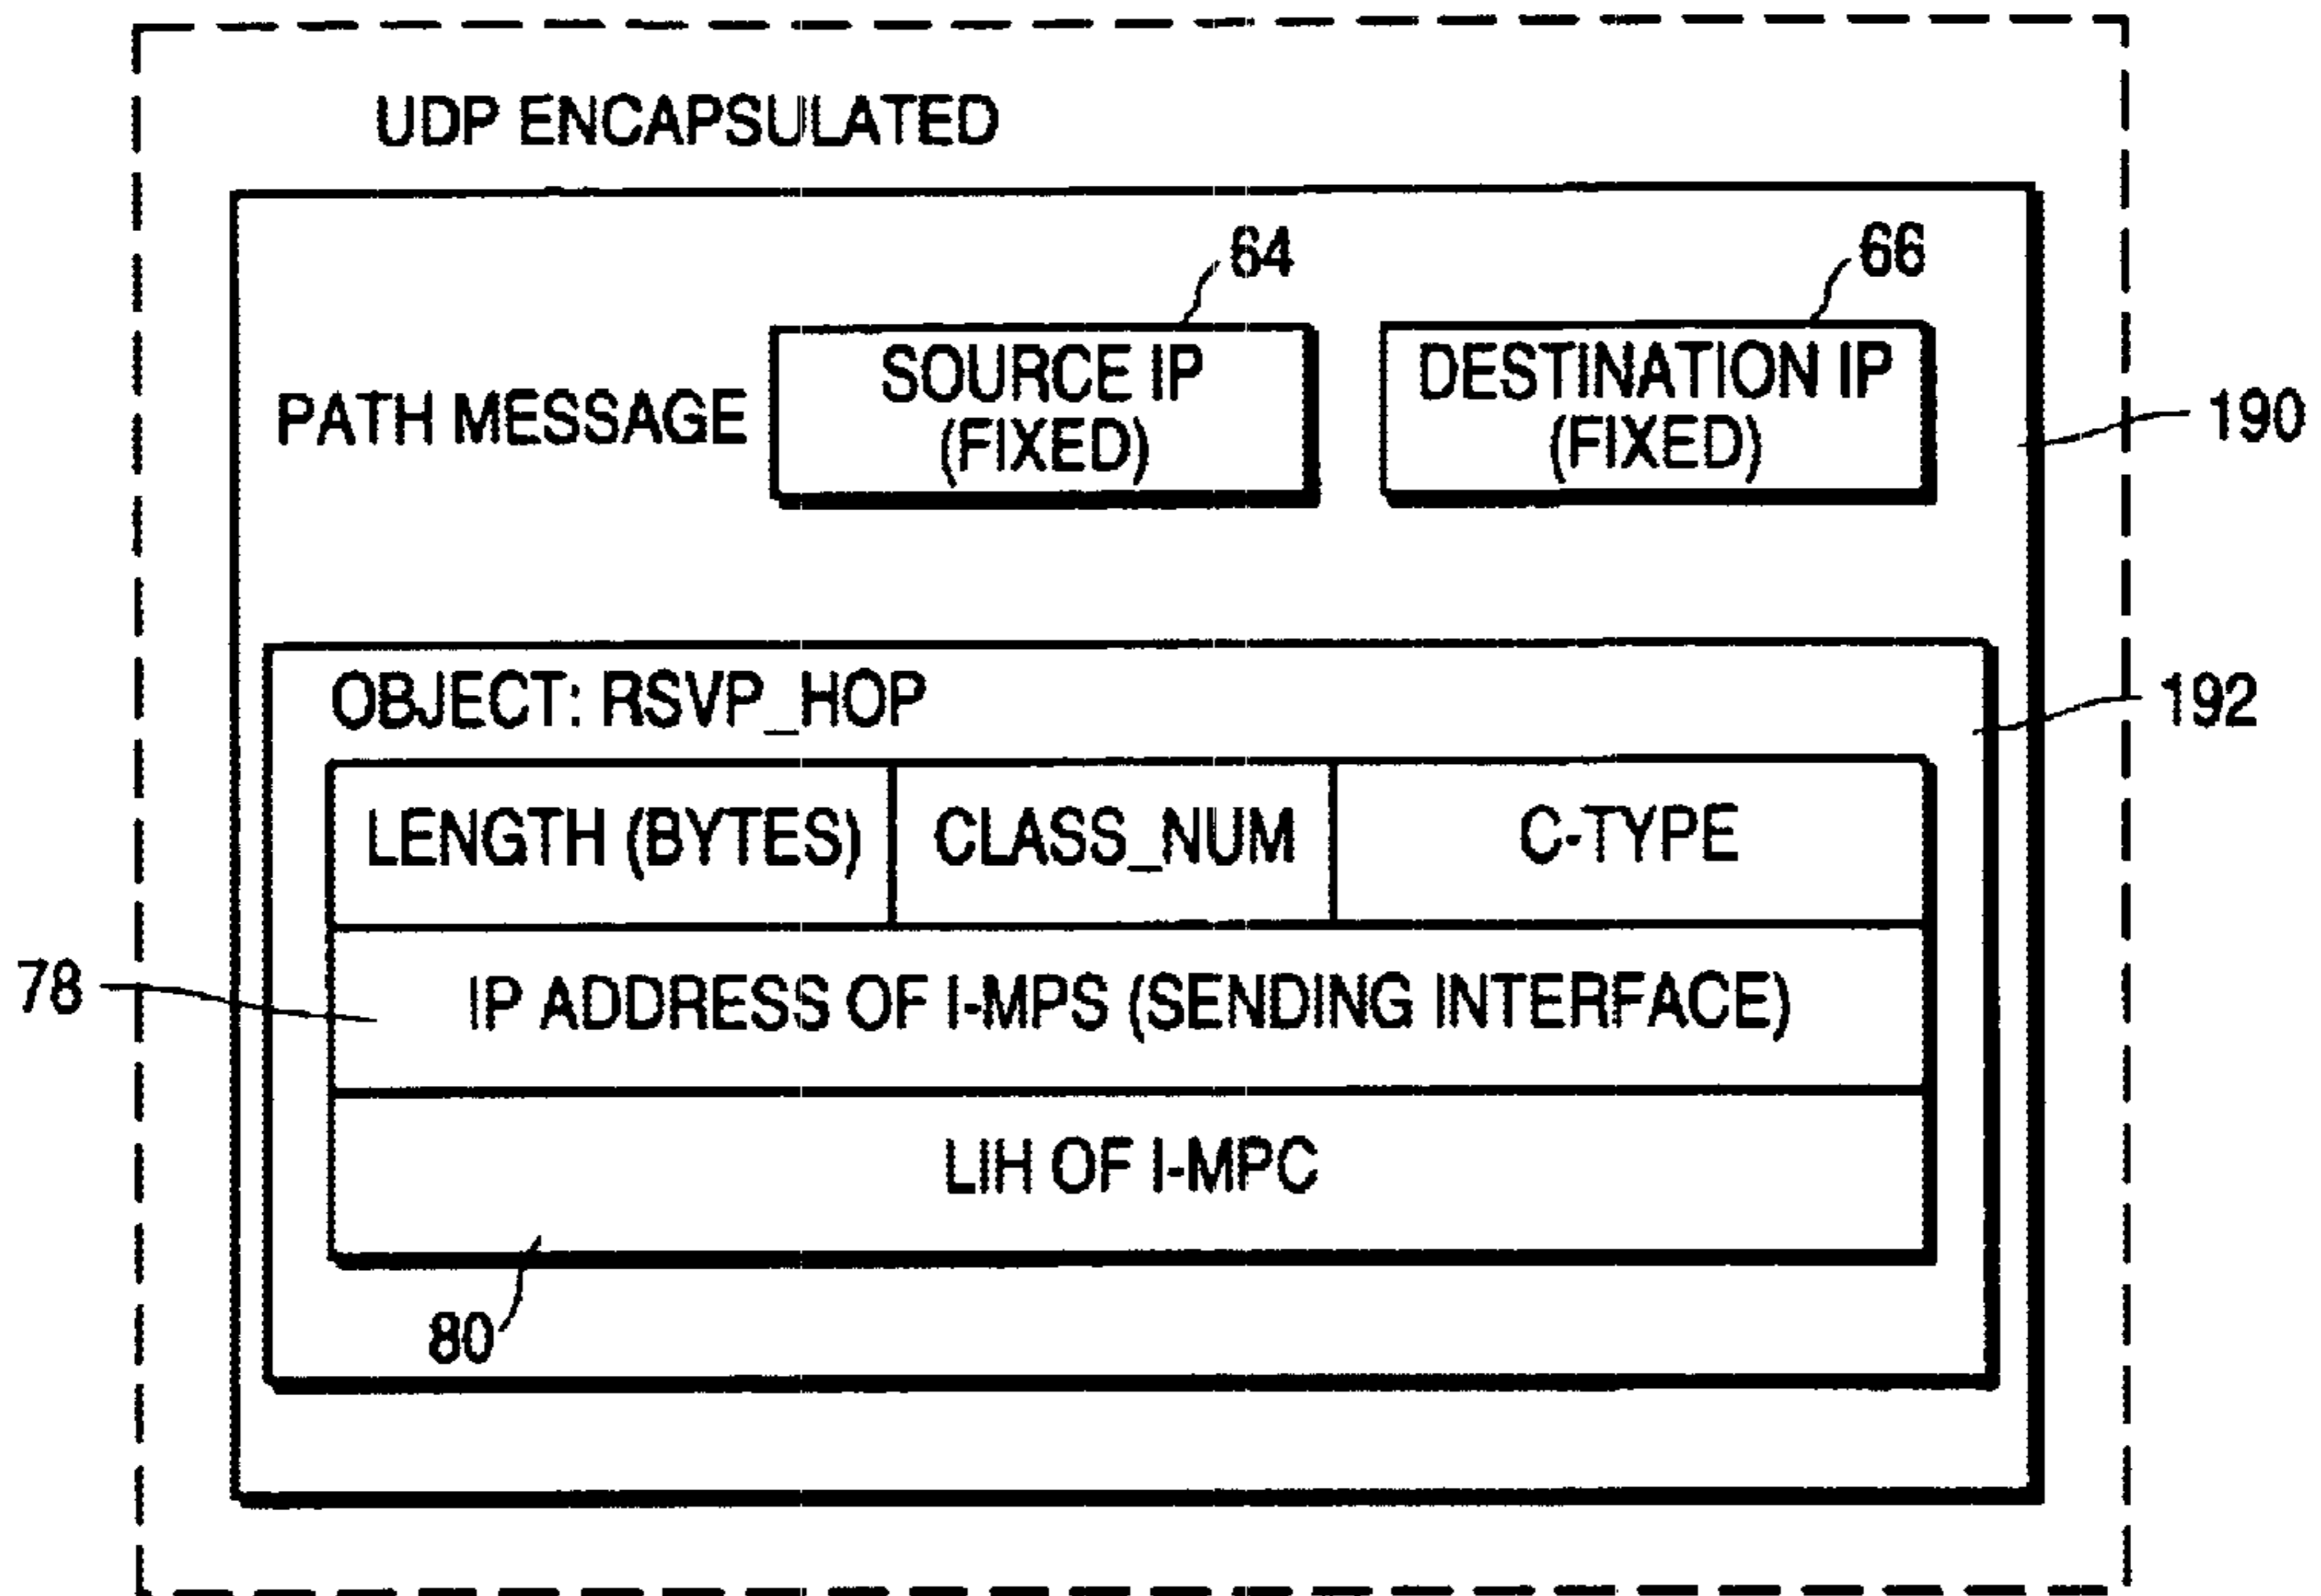 UDP ENCAPSULATED
64
66
SOURCE IP
(FIXED)
DESTINATION IP
(FIXED)
PATH MESSAGE
190
OBJECT: RSVP_HOP
192
LENGTH (BYTES)
CLASS_NUM
C-TYPE
78
IP ADDRESS OF I-MPS (SENDING INTERFACE)
LIH OF I-MPC
80